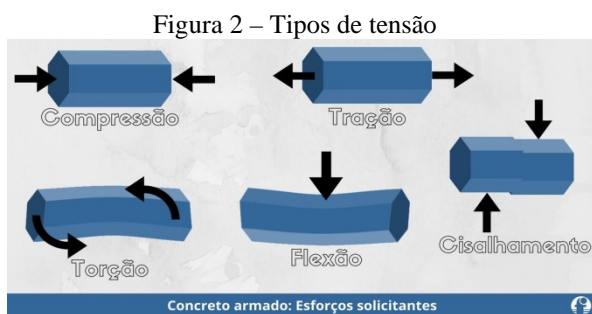 Figura 2 – Tipos de tensão
Compressão
Tração
Torção
Flexão
Cisalhamento
Concreto armado: Esforços solicitantes